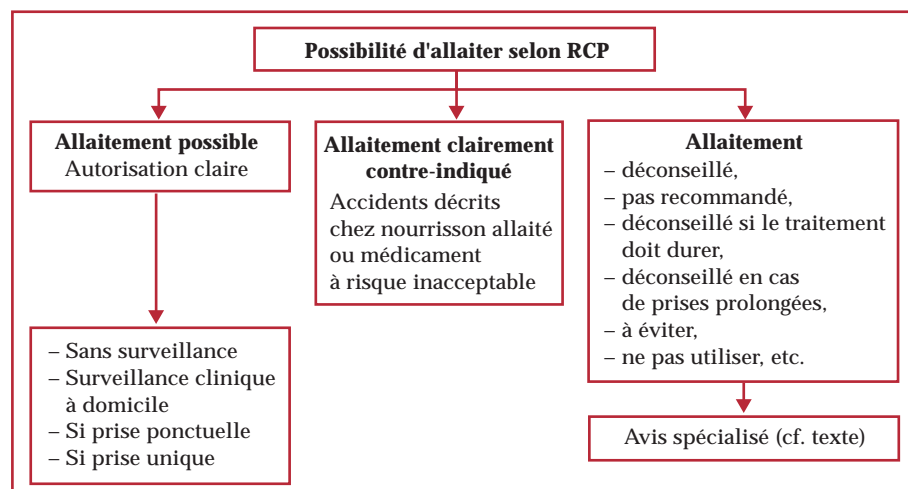 Possibilité d'allaiter selon RCP
Allaitement possible
Autorisation claire
– Sans surveillance
– Surveillance clinique
à domicile
– Si prise ponctuelle
– Si prise unique
Allaitement clairement
contre-indiqué
Accidents décrits
chez nourrisson allaité
ou médicament
à risque inacceptable
Allaitement
– déconseillé,
– pas recommandé,
– déconseillé si le traitement
doit durer,
– déconseillé en cas
de prises prolongées,
– à éviter,
– ne pas utiliser, etc.
Avis spécialisé (cf. texte)